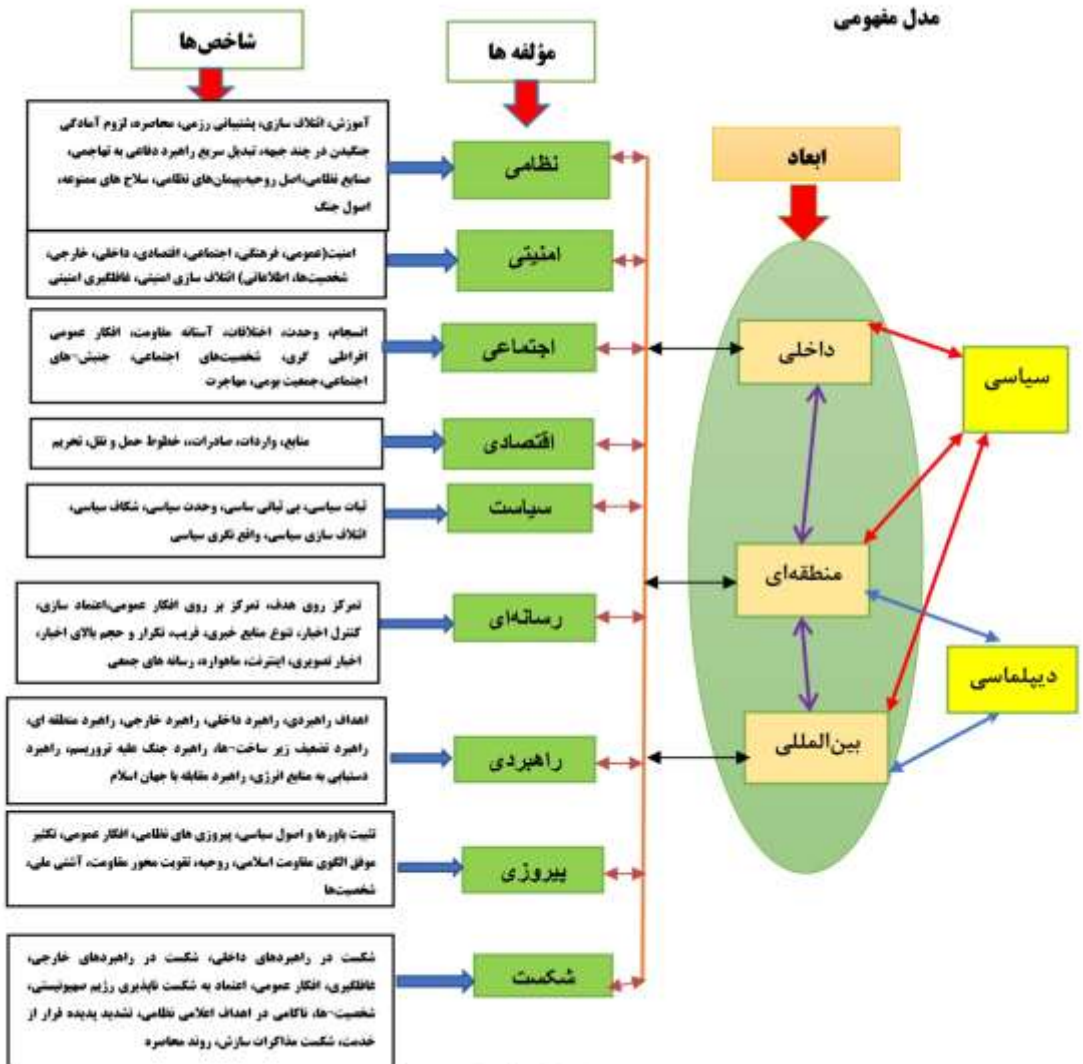 مدل مفهومی
ابعاد
داخلی
منطقه‌ای
بین‌المللی
سیاسی
دیپلماسی
مؤلفه ها
شاخص‌ها
نظامی
آموزش، ائتلاف سازی، پشتیبانی رزمی، محاصره، لزوم آمادگی
جنگیدن در چند جبهه، تبدیل سریع راهبرد دفاعی به تهاجمی،
صنایع نظامی،اصل روحیه،پیمان‌های نظامی، سلاح های ممنوعه،
اصول جنگ
امنیتی
امنیت(عمومی، فرهنگی، اجتماعی، اقتصادی، داخلی، خارجی،
شخصیت‌ها، اطلاعاتی) ائتلاف سازی امنیتی، غافلگیری امنیتی
اجتماعی
انسجام، وحدت، اختلافات، آستانه مقاومت، افکار عمومی
افراطی گری، شخصیت‌های اجتماعی، جنبش¬های
اجتماعی،جمعیت بومی، مهاجرت
اقتصادی
منابع، واردات، صادرات،، خطوط حمل و نقل، تحریم
سیاست
ثبات سیاسی، بی ثباتی ساسی، وحدت سیاسی، شکاف سیاسی،
ائتلاف سازی سیاسی، واقع نگری سیاسی
رسانه‌ای
تمرکز روی هدف، تمرکز بر روی افکار عمومی،اعتماد سازی،
کنترل اخبار، تنوع منابع خبری، فریب، تکرار و حجم بالای اخبار،
اخبار تصویری، اینترنت، ماهواره، رسانه های جمعی
راهبردی
اهداف راهبردی، راهبرد داخلی، راهبرد خارجی، راهبرد منطقه ای،
راهبرد تضعیف زیر ساخت¬ها، راهبرد جنگ علیه تروریسم، راهبرد
دستیابی به منابع انرژی، راهبرد مقابله با جهان اسلام
پیروزی
تثبیت باورها و اصول سیاسی، پیروزی های نظامی، افکار عمومی، تکثیر
موفق الگوی مقاومت اسلامی، روحیه، تقویت محور مقاومت، آشتی ملی،
شخصیت‌ها
شکست
شکست در راهبردهای داخلی، شکست در راهبردهای خارجی،
غافلگیری، افکار عمومی، اعتماد به شکست ناپذیری رژیم صهیونیستی،
شخصیت¬ها، ناکامی در اهداف اعلامی نظامی، تشدید پدیده فرار از
خدمت، شکست مذاکرات سازش، روند محاصره